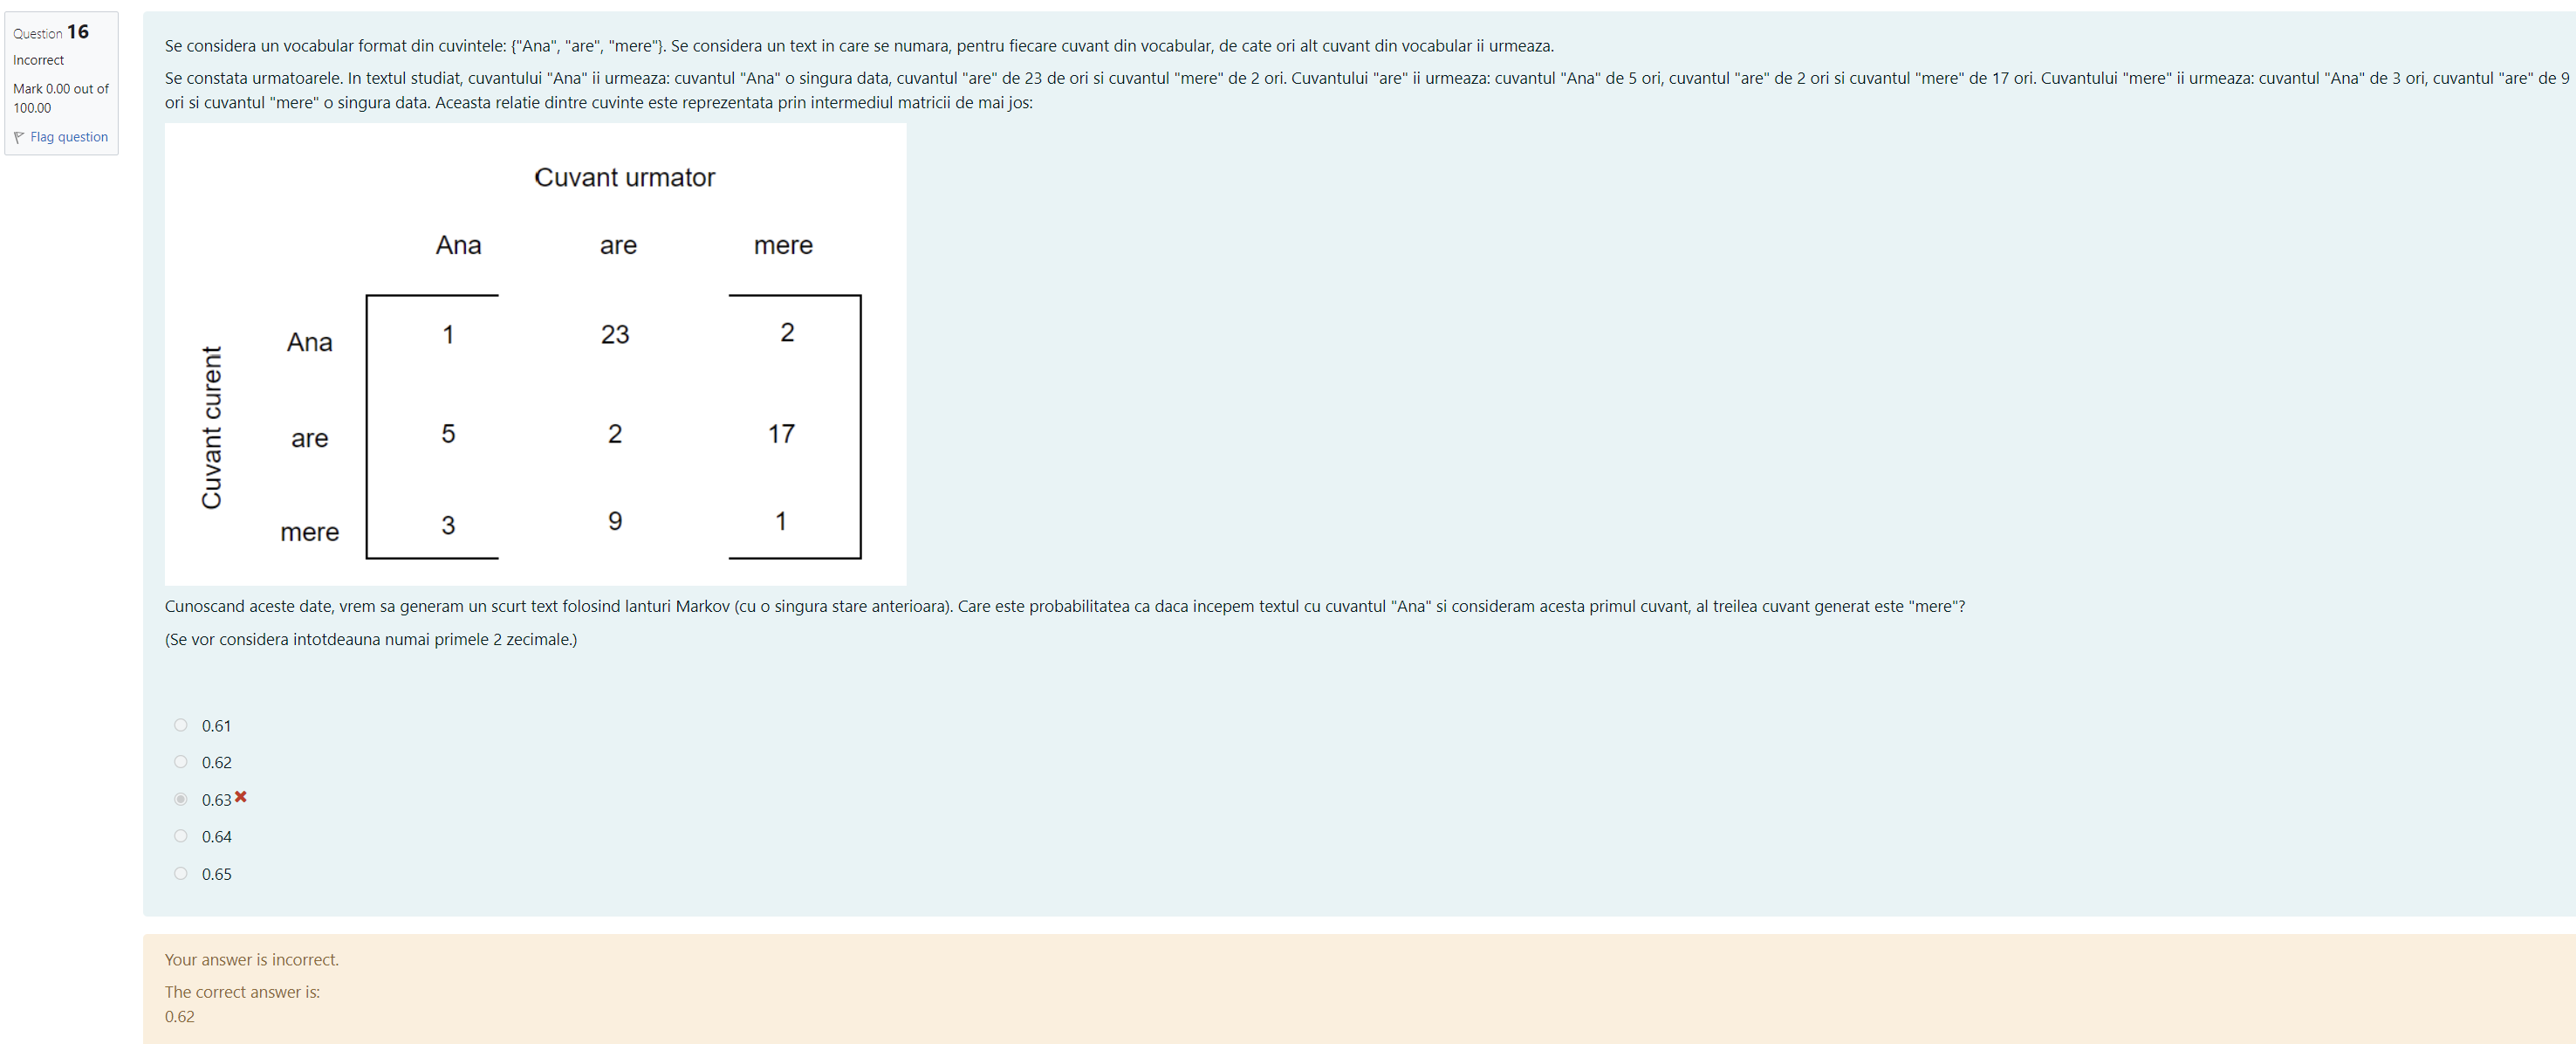 Question 16
Incorrect
Mark 0.00 out of
100.00
Flag question
Se considera un vocabular format din cuvintele: {"Ana", "are", "mere"}. Se considera un text in care se numara, pentru fiecare cuvant din vocabular, de cate ori alt cuvant din vocabular ii urmeaza.
Se constata urmatoarele. In textul studiat, cuvantului "Ana" ii urmeaza: cuvantul "Ana" o singura data, cuvantul "are" de 23 de ori si cuvantul "mere" de 2 ori. Cuvantului "are" ii urmeaza: cuvantul "Ana" de 5 ori, cuvantul "are" de 2 ori si cuvantul "mere" de 17 ori. Cuvantului "mere" ii urmeaza: cuvantul "Ana" de 3 ori, cuvantul "are" de 9
ori si cuvantul "mere" o singura data. Aceasta relatie dintre cuvinte este reprezentata prin intermediul matricii de mai jos:
Cuvant urmator
Ana are mere
Cuvant curent
Ana 1 23 2
are 5 2 17
mere 3 9 1
Cunoscand aceste date, vrem sa generam un scurt text folosind lanturi Markov (cu o singura stare anterioara). Care este probabilitatea ca daca incepem textul cu cuvantul "Ana" si consideram acesta primul cuvant, al treilea cuvant generat este "mere"?
(Se vor considera intotdeauna numai primele 2 zecimale.)
0.61
0.62
0.63
0.64
0.65
Your answer is incorrect.
The correct answer is:
0.62